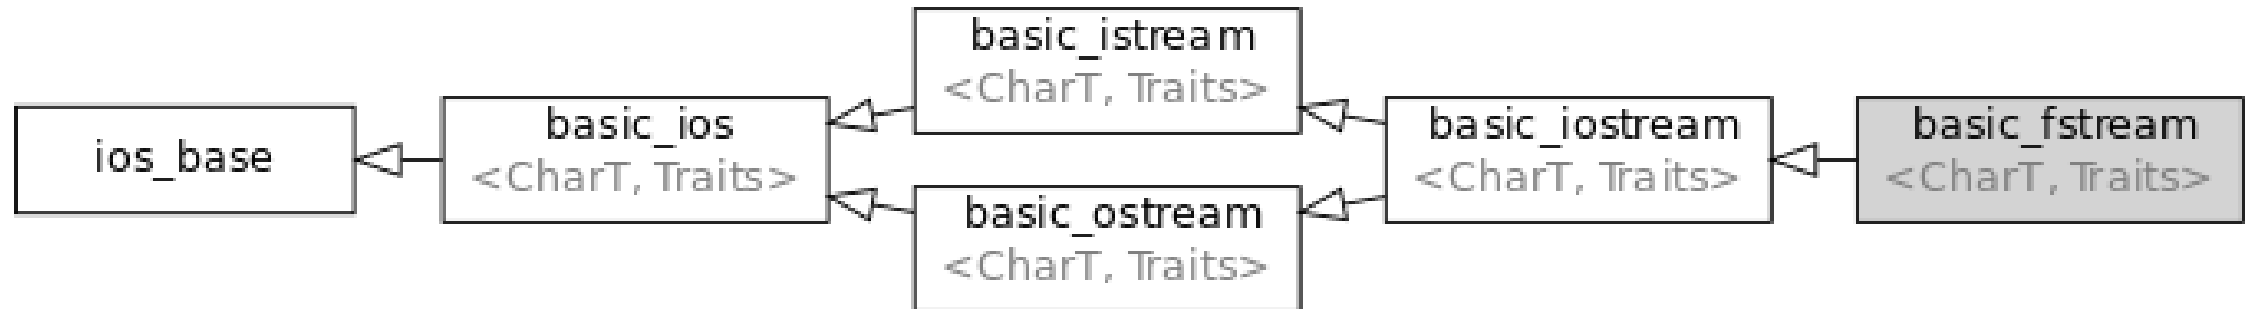 ios_base
basic_ios
<CharT, Traits>
basic_istream
<CharT, Traits>
basic_ostream
<CharT, Traits>
basic_iostream
<CharT, Traits>
basic_fstream
<CharT, Traits>